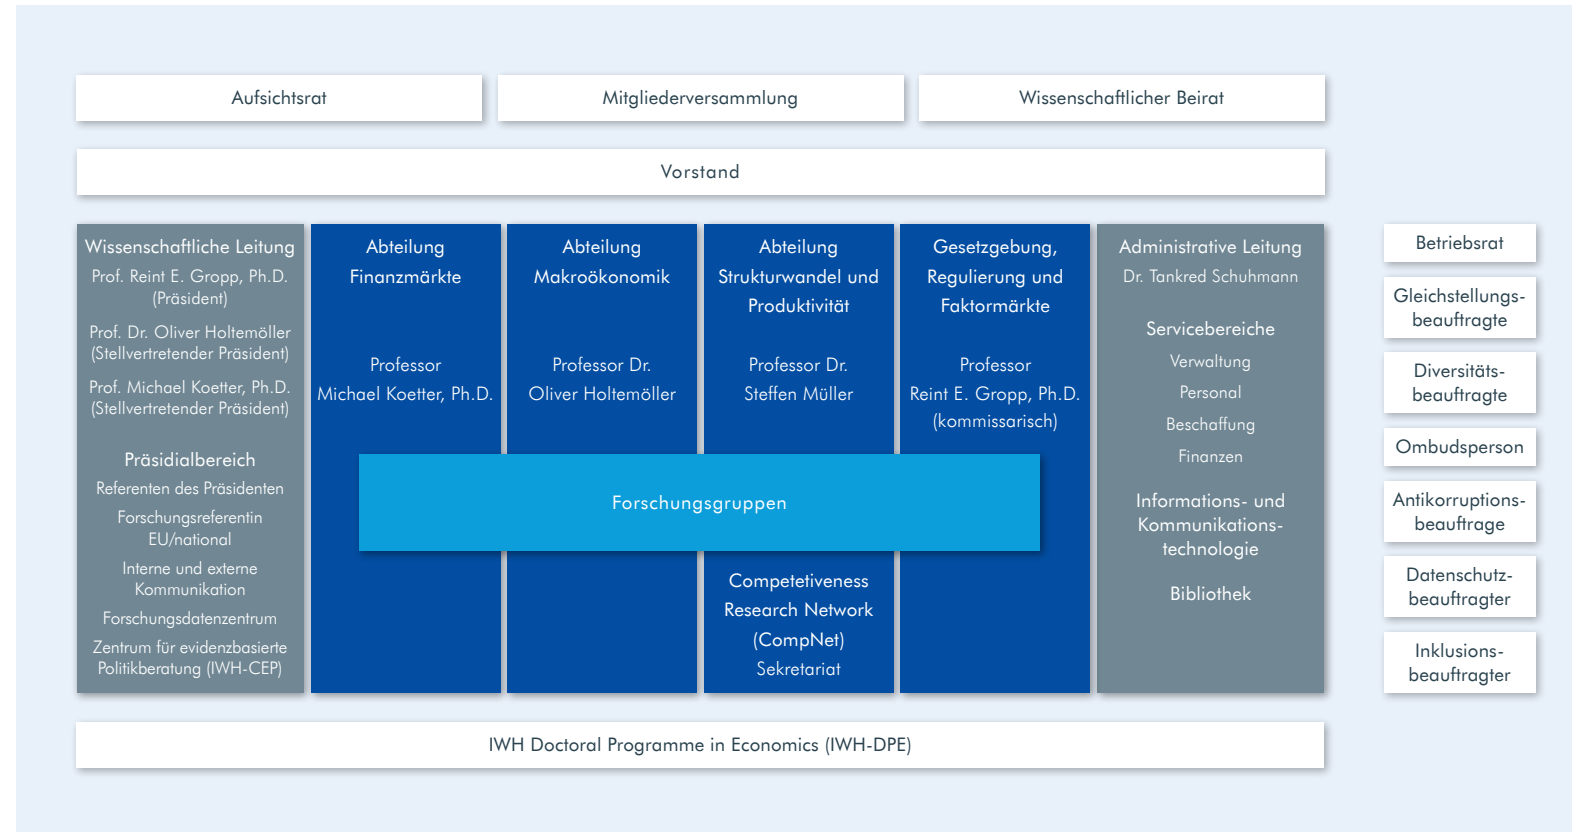 Aufsichtsrat
Mitgliederversammlung
Wissenschaftlicher Beirat
Vorstand
Wissenschaftliche Leitung
Prof. Reint E. Gropp, Ph.D.
(Präsident)
Prof. Dr. Oliver Holtemöller
(Stellvertretender Präsident)
Prof. Michael Koetter, Ph.D.
(Stellvertretender Präsident)
Präsidialbereich
Referenten des Präsidenten
Forschungsreferentin
EU/national
Interne und externe
Kommunikation
Forschungsdatenzentrum
Zentrum für evidenzbasierte
Politikberatung (IWH-CEP)
Abteilung
Finanzmärkte
Professor
Michael Koetter, Ph.D.
Abteilung
Makroökonomik
Professor Dr.
Oliver Holtemöller
Abteilung
Strukturwandel und
Produktivität
Professor Dr.
Steffen Müller
Gesetzgebung,
Regulierung und
Faktormärkte
Professor
Reint E. Gropp, Ph.D.
(kommissarisch)
Forschungsgruppen
Competetiveness
Research Network
(CompNet)
Sekretariat
Administrative Leitung
Dr. Tankred Schuhmann
Servicebereiche
Verwaltung
Personal
Beschaffung
Finanzen
Informations- und
Kommunikations-
technologie
Bibliothek
Betriebsrat
Gleichstellungs-
beauftragte
Diversitäts-
beauftragte
Ombudsperson
Antikorruptions-
beauftrage
Datenschutz-
beauftragter
Inklusions-
beauftragter
IWH Doctoral Programme in Economics (IWH-DPE)